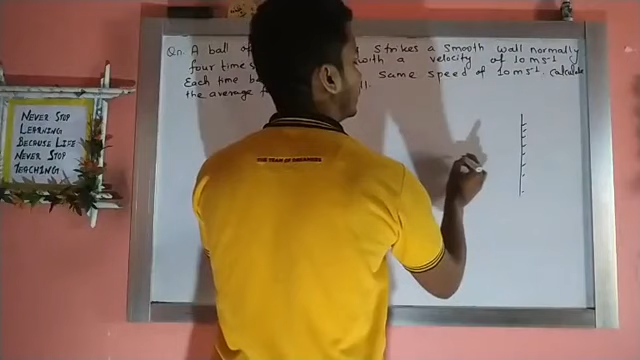 Qn. A ball of strikes a smooth wall normally
four time with a velocity of 10 ms⁻¹
Each time same speed of 10 ms⁻¹. Calculate
the average
NEVER STOP
LEARNING
BECAUSE LIFE
NEVER STOP
TEACHING